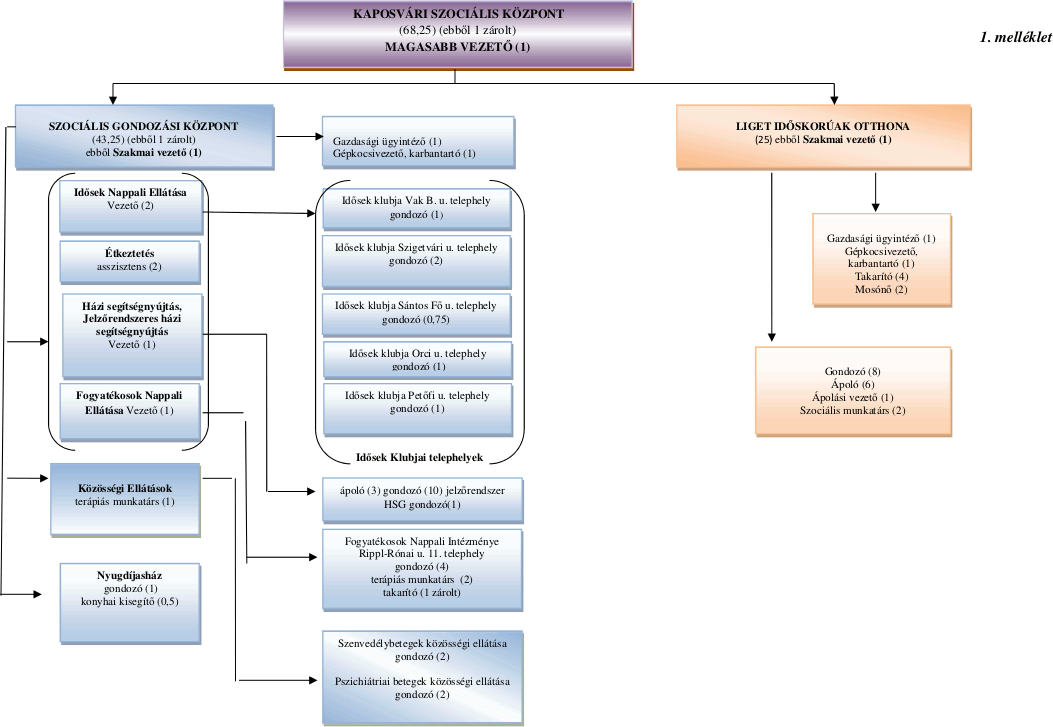 KAPOSVÁRI SZOCIÁLIS KÖZPONT
(68,25) (ebből 1 zárolt)
MAGASABB VEZETŐ (1)
1. melléklet
SZOCIÁLIS GONDOZÁSI KÖZPONT
(43,25) (ebből 1 zárolt)
ebből Szakmai vezető (1)
Gazdasági ügyintéző (1)
Gépkocsivezető, karbantartó (1)
LIGET IDŐSKORÚAK OTTHONA
(25) ebből Szakmai vezető (1)
Idősek Nappali Ellátása
Vezető (2)
Étkeztetés
asszisztens (2)
Házi segítségnyújtás,
Jelzőrendszeres házi
segítségnyújtás
Vezető (1)
Fogyatékosok Nappali
Ellátása Vezető (1)
Idősek klubja Vak B. u. telephely
gondozó (1)
Idősek klubja Szigetvári u. telephely
gondozó (2)
Idősek klubja Sántos Fő u. telephely
gondozó (0,75)
Idősek klubja Orci u. telephely
gondozó (1)
Idősek klubja Petőfi u. telephely
gondozó (1)
Idősek Klubjai telephelyek
Gazdasági ügyintéző (1)
Gépkocsivezető,
karbantartó (1)
Takarító (4)
Mosónő (2)
Gondozó (8)
Ápoló (6)
Ápolási vezető (1)
Szociális munkatárs (2)
Közösségi Ellátások
terápiás munkatárs (1)
Nyugdíjasház
gondozó (1)
konyhai kisegítő (0,5)
ápoló (3) gondozó (10) jelzőrendszer
HSG gondozó(1)
Fogyatékosok Nappali Intézménye
Rippl-Rónai u. 11. telephely
gondozó (4)
terápiás munkatárs (2)
takarító (1 zárolt)
Szenvedélybetegek közösségi ellátása
gondozó (2)
Pszichiátriai betegek közösségi ellátása
gondozó (2)